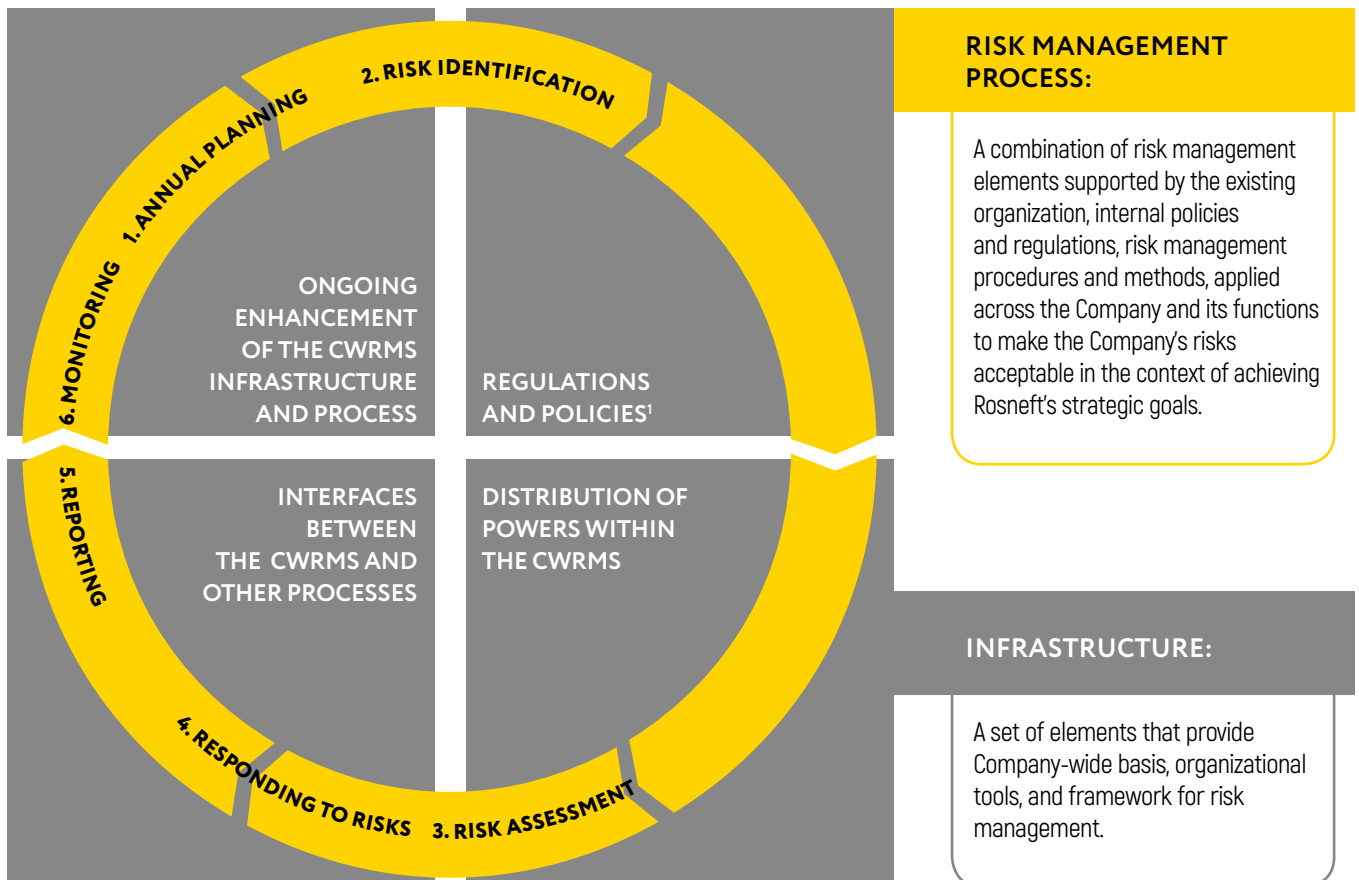 1. ANNUAL PLANNING
2. RISK IDENTIFICATION
3. RISK ASSESSMENT
4. RESPONDING TO RISKS
5. REPORTING
6. MONITORING
ONGOING
ENHANCEMENT
OF THE CWRMS
INFRASTRUCTURE
AND PROCESS
REGULATIONS
AND POLICIES¹
INTERFACES
BETWEEN
THE CWRMS AND
OTHER PROCESSES
DISTRIBUTION OF
POWERS WITHIN
THE CWRMS
RISK MANAGEMENT
PROCESS:
A combination of risk management
elements supported by the existing
organization, internal policies
and regulations, risk management
procedures and methods, applied
across the Company and its functions
to make the Company's risks
acceptable in the context of achieving
Rosneft's strategic goals.
INFRASTRUCTURE:
A set of elements that provide
Company-wide basis, organizational
tools, and framework for risk
management.